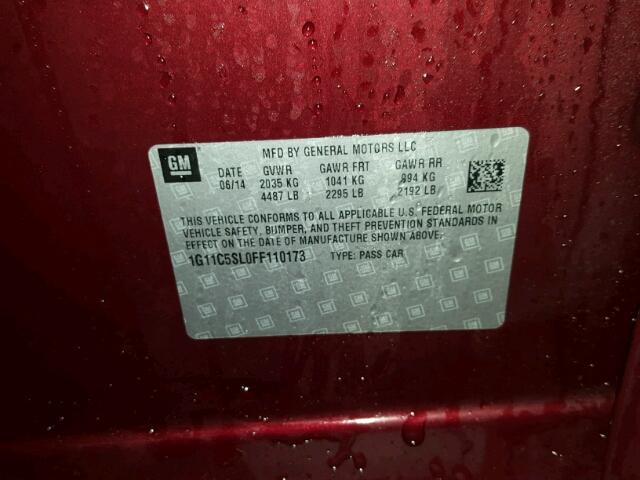 GM
MFD BY GENERAL MOTORS LLC
DATE GVWR GAWR FRT GAWR RR
06/14 2035 KG 1041 KG 994 KG
4487 LB 2295 LB 2192 LB
THIS VEHICLE CONFORMS TO ALL APPLICABLE U.S. FEDERAL MOTOR
VEHICLE SAFETY, BUMPER, AND THEFT PREVENTION STANDARDS IN
EFFECT ON THE DATE OF MANUFACTURE SHOWN ABOVE.
1G11C5SL0FF110173 TYPE: PASS CAR